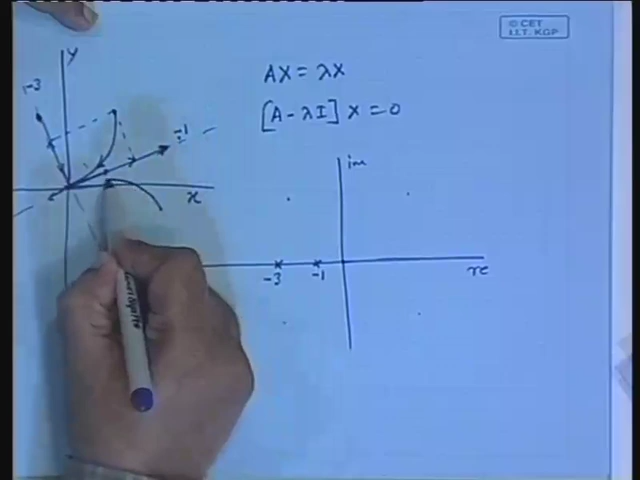 © CET
I.I.T. KGP
y
-3
AX = λX
[A - λI] X = 0
-1
im
x
-3
-1
re